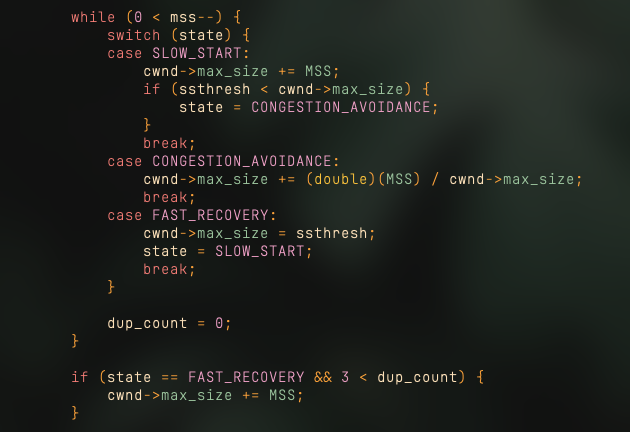 while (0 < mss--) {
    switch (state) {
    case SLOW_START:
        cwnd->max_size += MSS;
        if (ssthresh < cwnd->max_size) {
            state = CONGESTION_AVOIDANCE;
        }
        break;
    case CONGESTION_AVOIDANCE:
        cwnd->max_size += (double)(MSS) / cwnd->max_size;
        break;
    case FAST_RECOVERY:
        cwnd->max_size = ssthresh;
        state = SLOW_START;
        break;
    }

    dup_count = 0;
}

if (state == FAST_RECOVERY && 3 < dup_count) {
    cwnd->max_size += MSS;
}